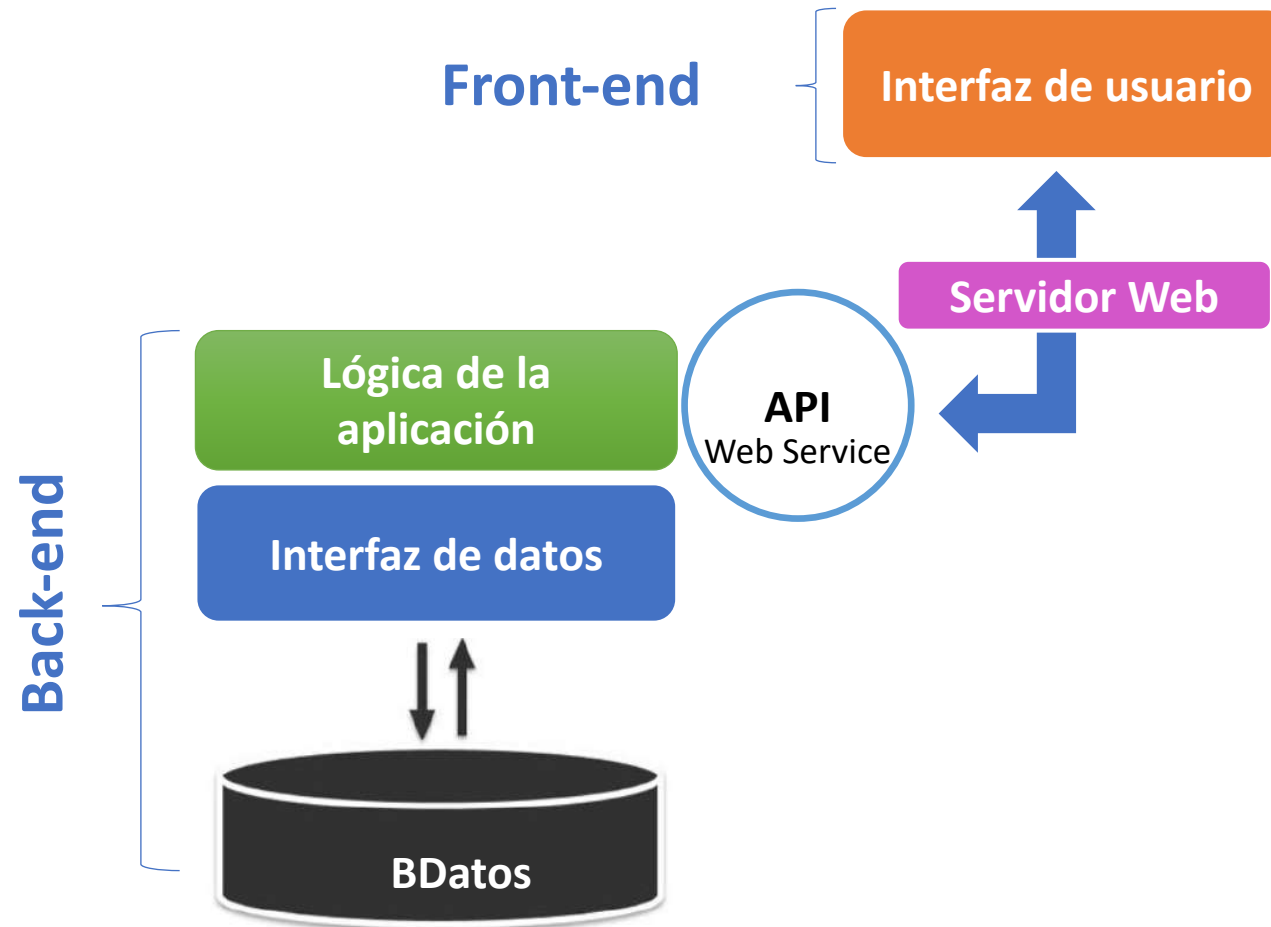 Front-end
Interfaz de usuario
Servidor Web
Lógica de la
aplicación
API
Web Service
Interfaz de datos
Back-end
BDatos